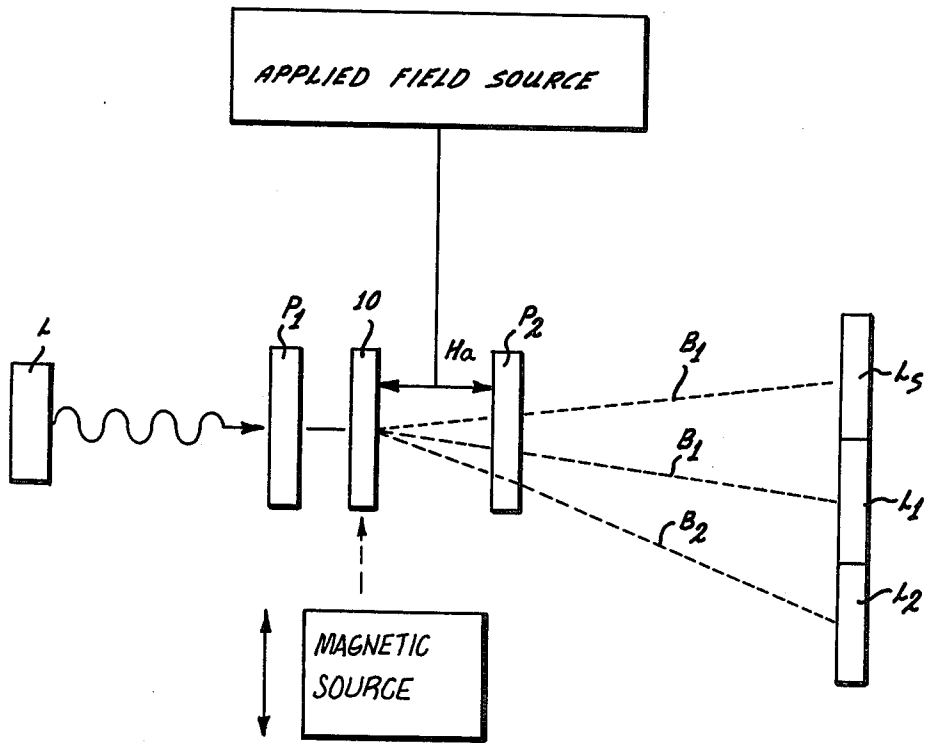 APPLIED FIELD SOURCE
L
P1
10
Ha
P2
B1
LS
B1
L1
B2
L2
MAGNETIC
SOURCE